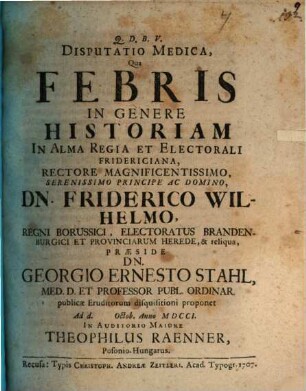 Q. D. B. V.
DISPUTATIO MEDICA,
Qua
FEBRIS
IN GENERE
HISTORIAM
IN ALMA REGIA ET ELECTORALI
FRIDERICIANA,
RECTORE MAGNIFICENTISSIMO,
SERENISSIMO PRINCIPE AC DOMINO,
DN. FRIDERICO WIL-
HELMO,
REGNI BORUSSICI, ELECTORATUS BRANDEN-
BURGICI ET PROVINCIARUM HEREDE, & reliqua,
PRÆSIDE
DN.
GEORGIO ERNESTO STAHL,
MED. D. ET PROFESSOR PUBL. ORDINAR.
publicæ Eruditorum disquisitioni proponet
Ad d. Octob. Anno MDCCI.
IN AUDITORIO MAIORE
THEOPHILUS RAENNER,
Posonio-Hungarus.
Recusa: Typis CHRISTOPH. ANDREÆ ZEITLERI, Acad. Typogr. 1707.